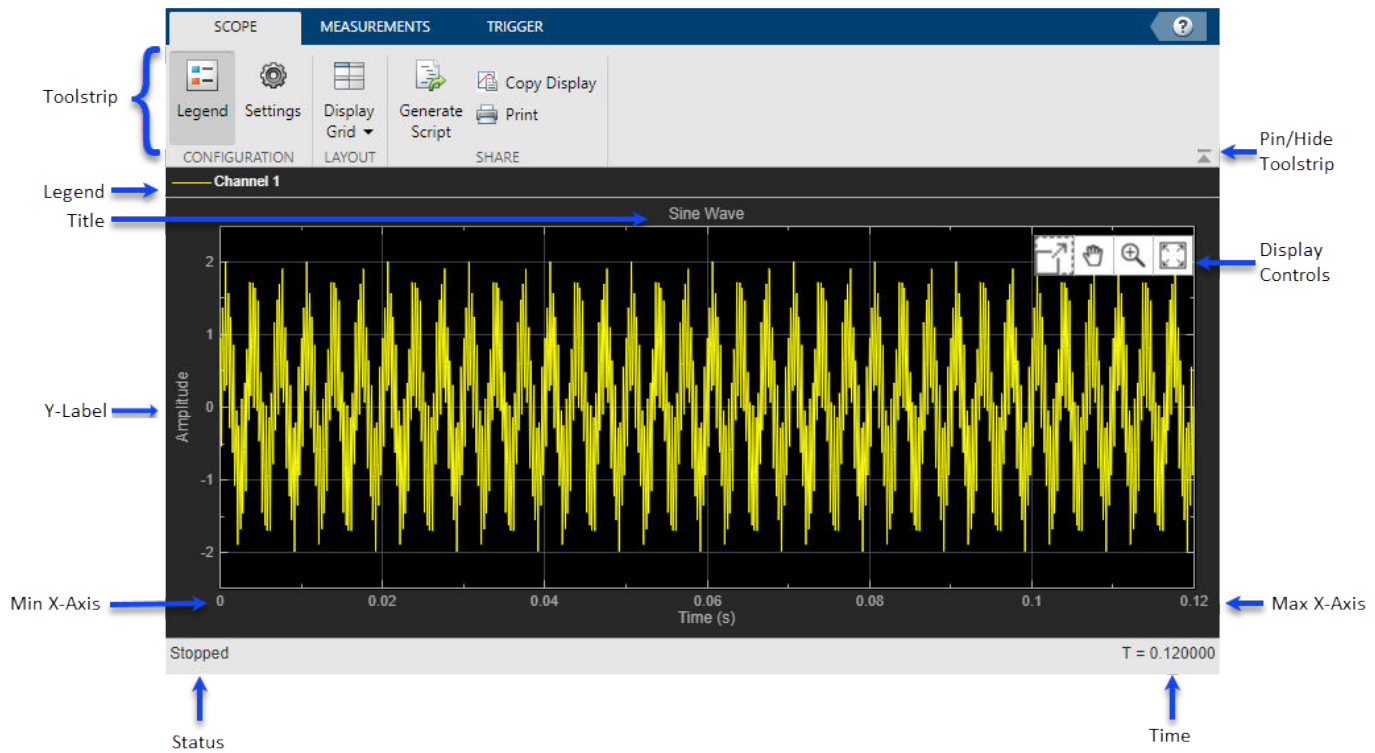 SCOPE MEASUREMENTS TRIGGER ?
Toolstrip
Legend Settings Display Grid Generate Script Copy Display
Print
CONFIGURATION LAYOUT SHARE
Pin/Hide
Toolstrip
Legend
Channel 1
Title
Sine Wave
Display
Controls
Y-Label
Amplitude
2
1
0
-1
-2
Min X-Axis
0 0.02 0.04 0.06 0.08 0.1 0.12
Max X-Axis
Time (s)
Stopped T = 0.120000
Status Time